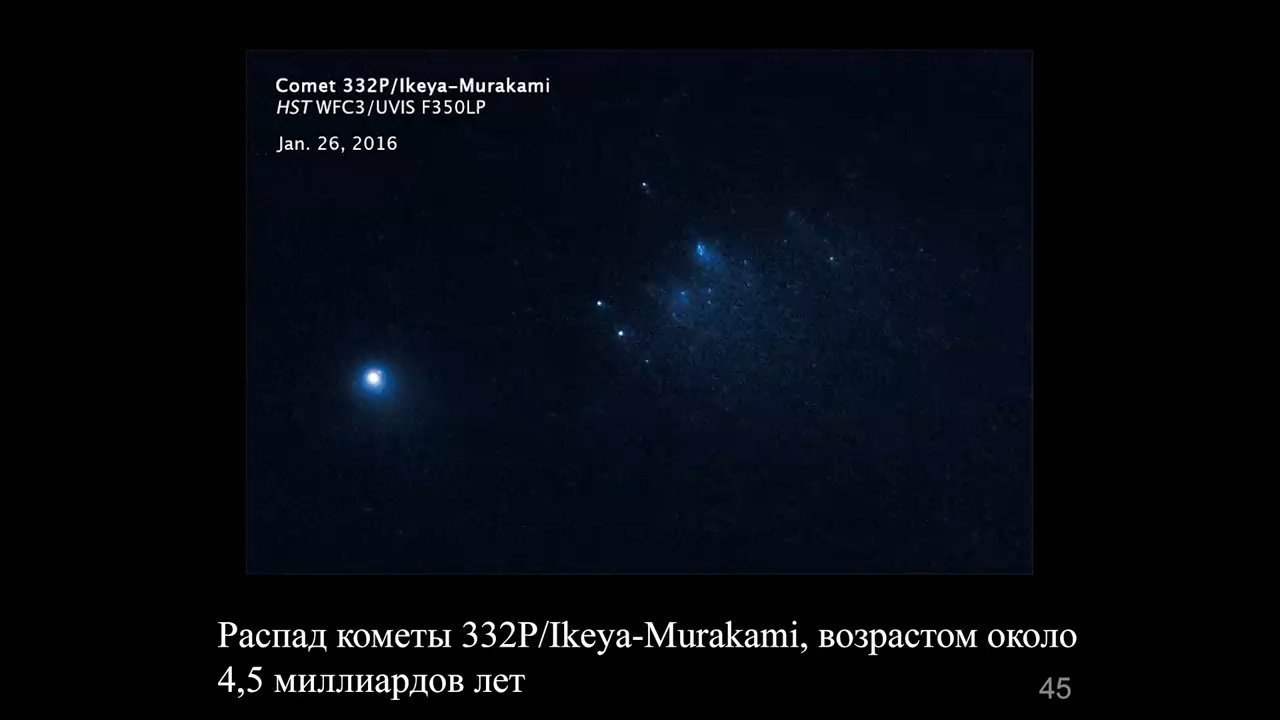 Comet 332P/Ikeya–Murakami
HST WFC3/UVIS F350LP
Jan. 26, 2016
Распад кометы 332P/Ikeya-Murakami, возрастом около
4,5 миллиардов лет
45